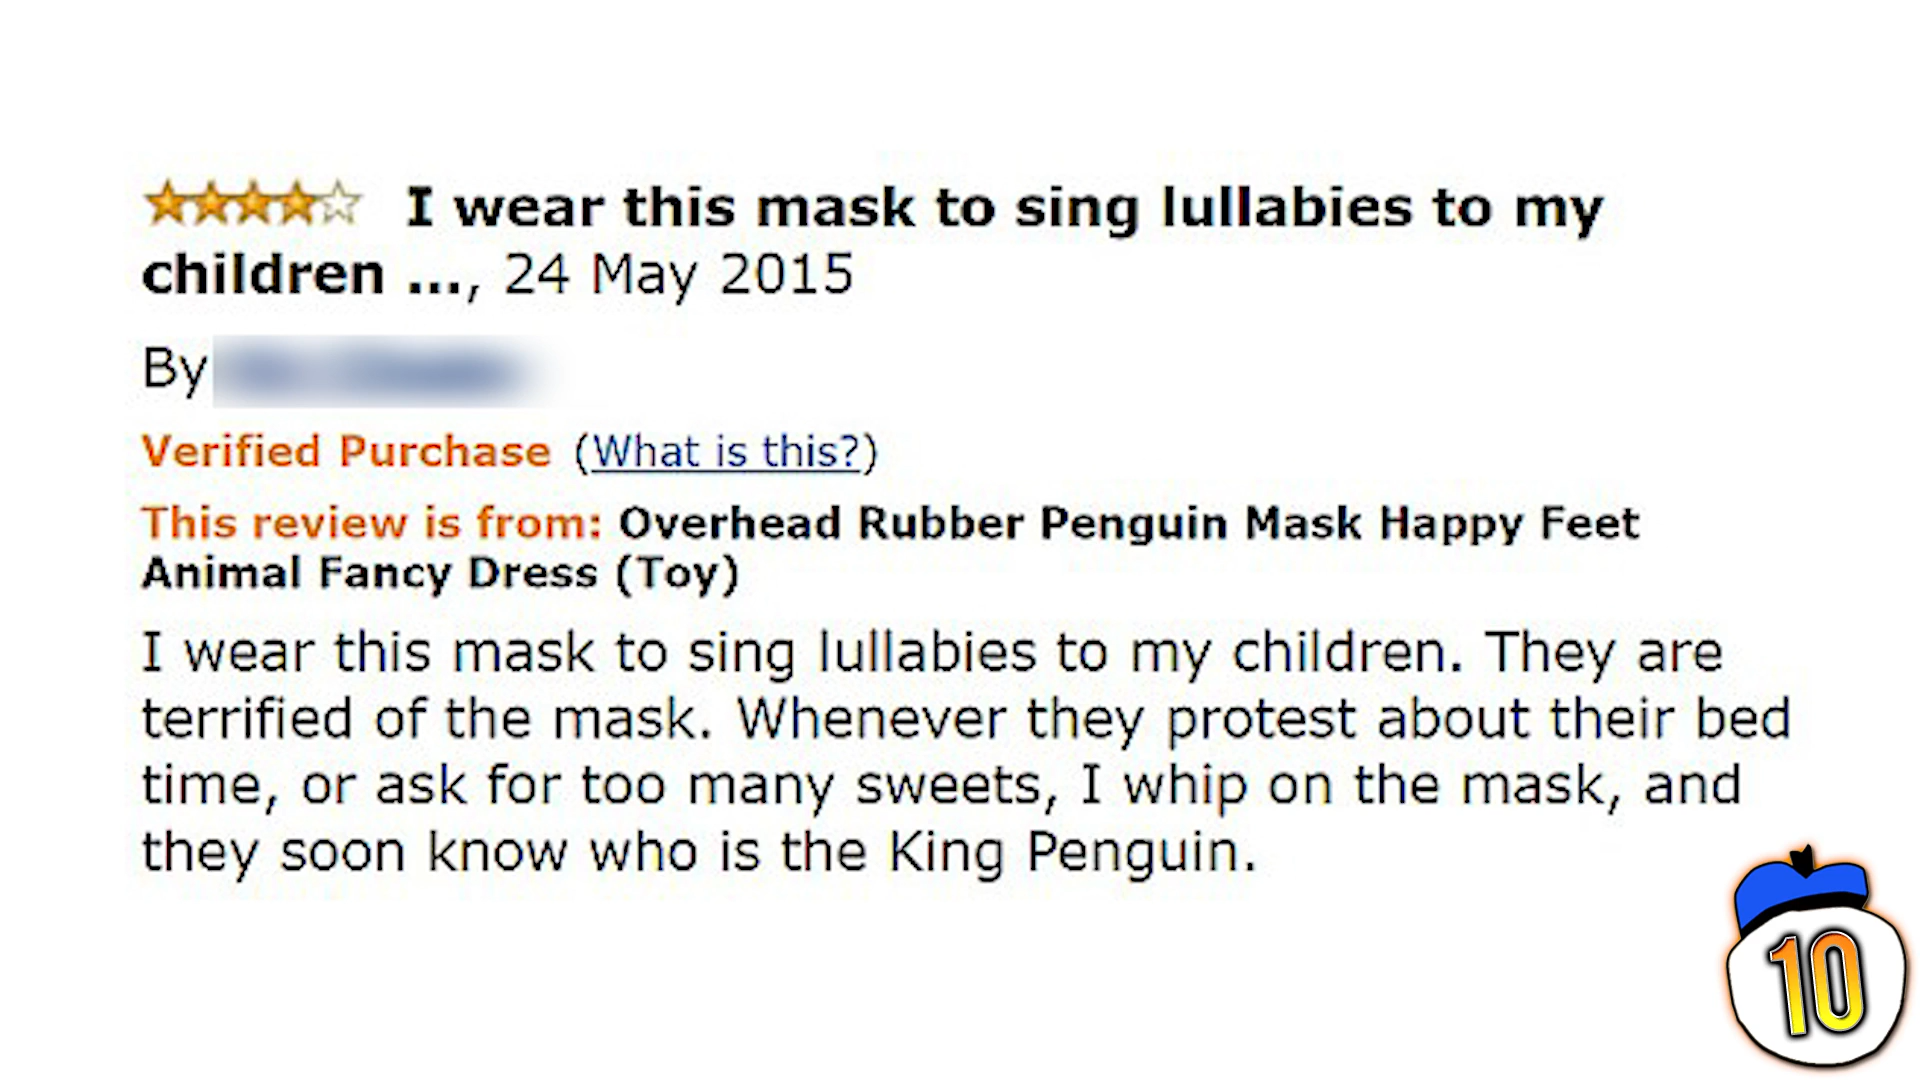 I wear this mask to sing lullabies to my
children ..., 24 May 2015
By
Verified Purchase (What is this?)
This review is from: Overhead Rubber Penguin Mask Happy Feet
Animal Fancy Dress (Toy)
I wear this mask to sing lullabies to my children. They are
terrified of the mask. Whenever they protest about their bed
time, or ask for too many sweets, I whip on the mask, and
they soon know who is the King Penguin.
10